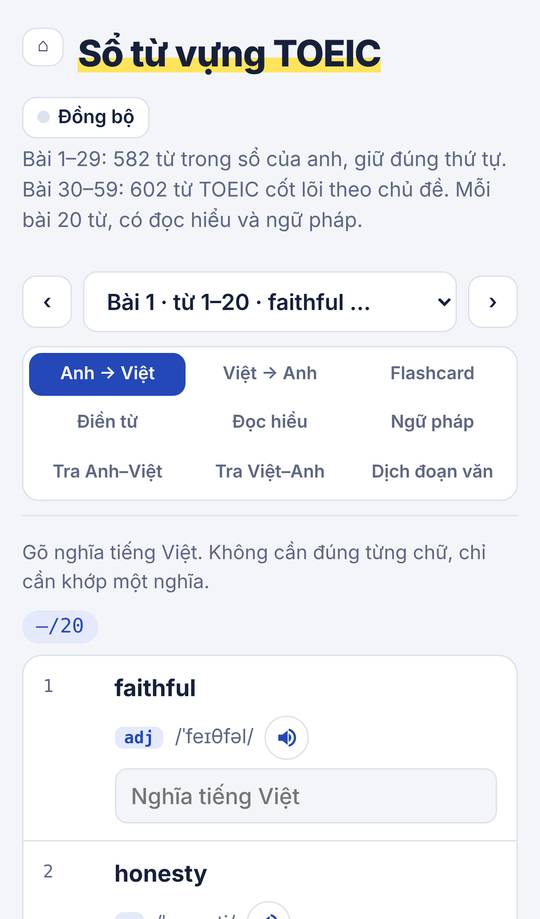 Sổ từ vựng TOEIC
Đồng bộ
Bài 1–29: 582 từ trong sổ của anh, giữ đúng thứ tự.
Bài 30–59: 602 từ TOEIC cốt lõi theo chủ đề. Mỗi
bài 20 từ, có đọc hiểu và ngữ pháp.
‹ Bài 1 · từ 1–20 · faithful ... ›
Anh → Việt Việt → Anh Flashcard
Điền từ Đọc hiểu Ngữ pháp
Tra Anh–Việt Tra Việt–Anh Dịch đoạn văn
Gõ nghĩa tiếng Việt. Không cần đúng từng chữ, chỉ
cần khớp một nghĩa.
—/20
1 faithful
adj /ˈfeɪθfəl/
Nghĩa tiếng Việt
2 honesty